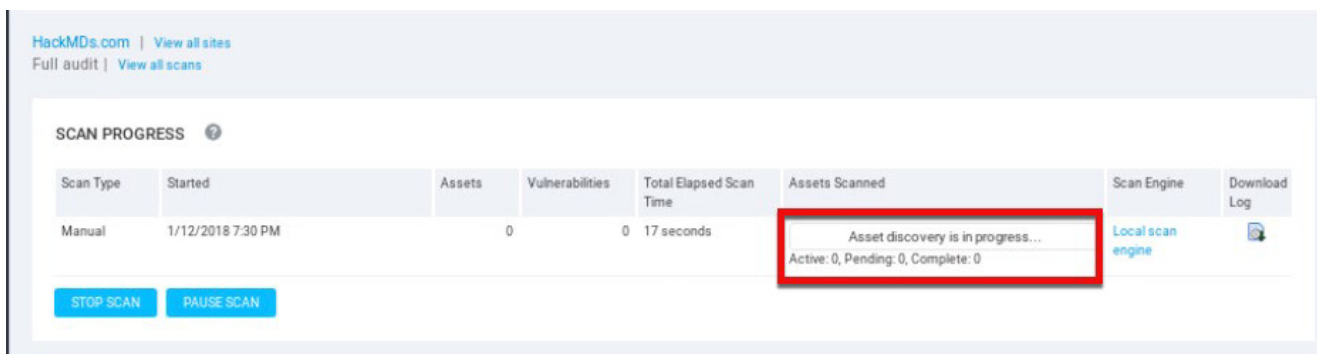 HackMDs.com | View all sites
Full audit | View all scans
SCAN PROGRESS ?
Scan Type Started Assets Vulnerabilities Total Elapsed Scan Time Assets Scanned Scan Engine Download Log
Manual 1/12/2018 7:30 PM 0 0 17 seconds Asset discovery is in progress... Local scan engine
Active: 0, Pending: 0, Complete: 0
STOP SCAN PAUSE SCAN